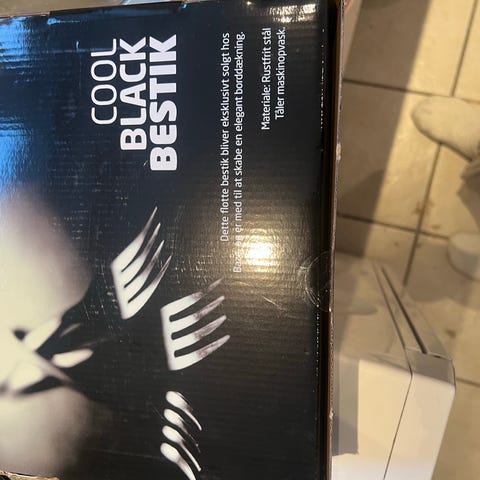 COOL
BLACK
BESTIK
Dette flotte bestik bliver eksklusivt solgt hos
er med til at skabe en elegant borddækning.
Materiale: Rustfrit stål
Tåler maskinopvask.